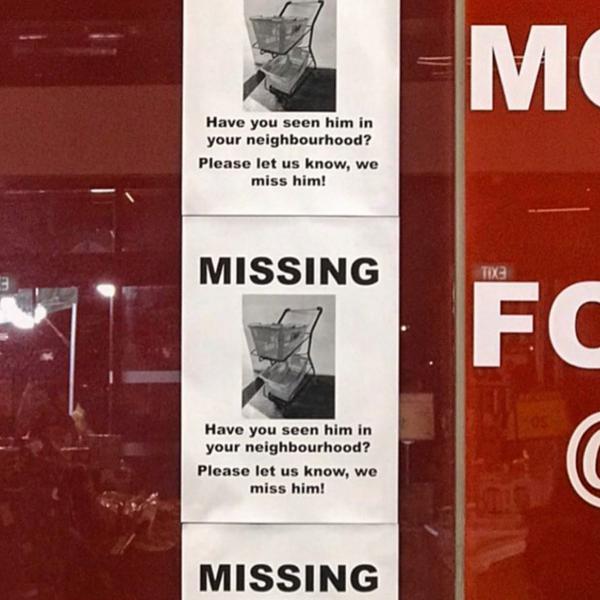 Have you seen him in
your neighbourhood?
Please let us know, we
miss him!
MISSING
Have you seen him in
your neighbourhood?
Please let us know, we
miss him!
MISSING
MO
FO
@
EXIT